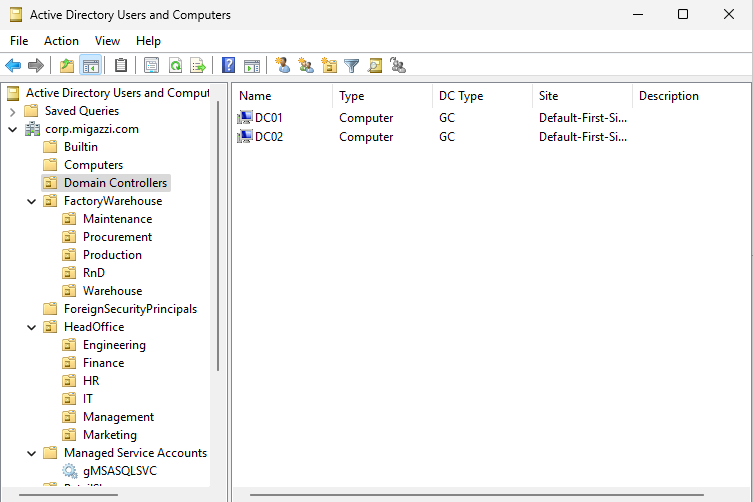 Active Directory Users and Computers
File Action View Help
Active Directory Users and Comput
Saved Queries
corp.migazzi.com
Builtin
Computers
Domain Controllers
FactoryWarehouse
Maintenance
Procurement
Production
RnD
Warehouse
ForeignSecurityPrincipals
HeadOffice
Engineering
Finance
HR
IT
Management
Marketing
Managed Service Accounts
gMSASQLSVC
Name Type DC Type Site Description
DC01 Computer GC Default-First-Si...
DC02 Computer GC Default-First-Si...